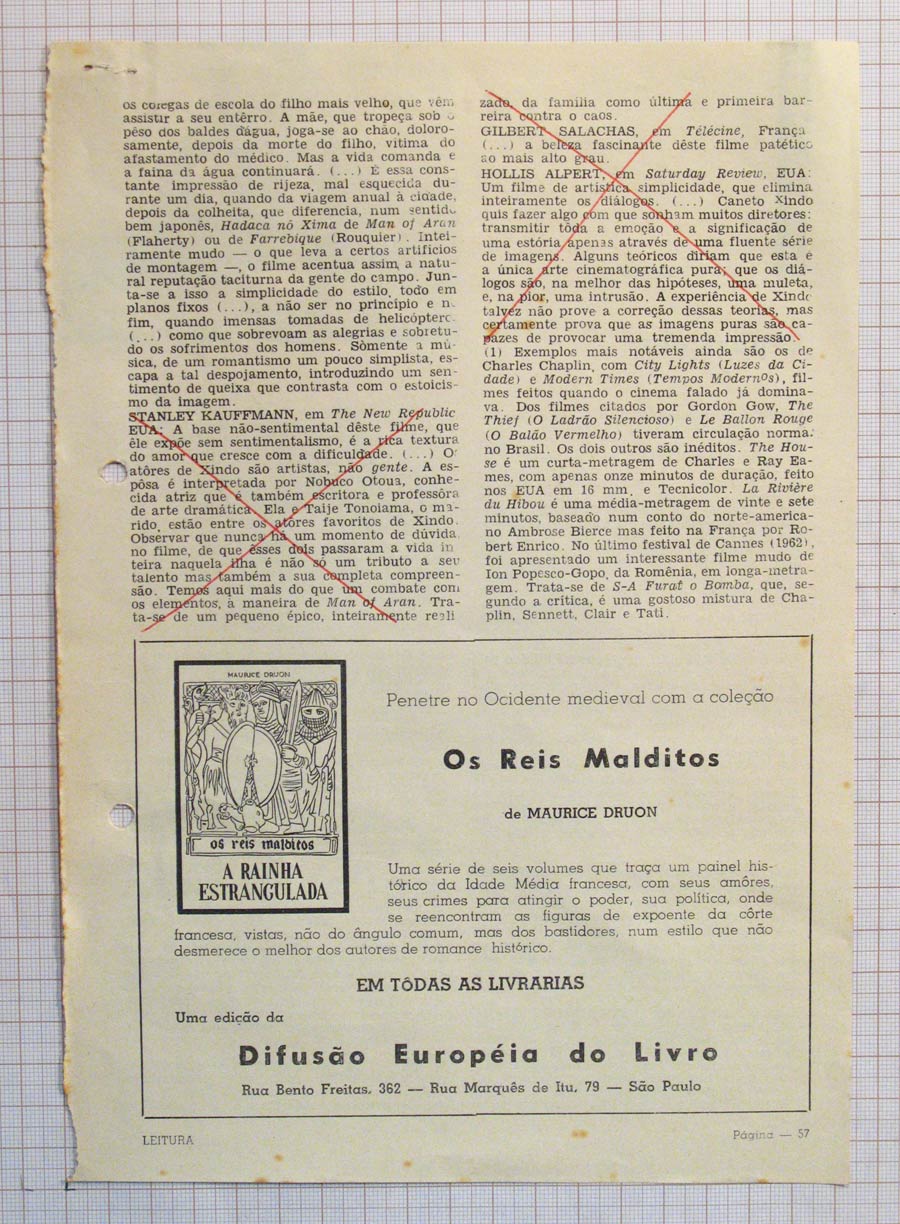 os colegas de escola do filho mais velho, que vêm
assistir a seu entêrro. A mãe, que tropeça sob o
pêso dos baldes dágua, joga-se ao chão, doloro-
samente, depois da morte do filho, vitima do
afastamento do médico. Mas a vida comanda e
a faina da água continuará. (...) É essa cons-
tante impressão de rijeza, mal esquecida du-
rante um dia, quando da viagem anual à cidade,
depois da colheita, que diferencia, num sentido
bem japonês, Hadaca nô Xima de Man of Aran
(Flaherty) ou de Farrebique (Rouquier). Intei-
ramente mudo — o que leva a certos artificios
de montagem —, o filme acentua assim, a natu-
ral reputação taciturna da gente do campo. Jun-
ta-se a isso a simplicidade do estilo, todo em
planos fixos (...), a não ser no princípio e no
fim, quando imensas tomadas de helicóptero
(...) como que sobrevoam as alegrias e sobretu-
do os sofrimentos dos homens. Sòmente a mú-
sica, de um romantismo um pouco simplista, es-
capa a tal despojamento, introduzindo um sen-
timento de queixa que contrasta com o estoicis-
mo da imagem.
STANLEY KAUFFMANN, em The New Republic
EUA: A base não-sentimental dêste filme, que
êle expõe sem sentimentalismo, é a rica textura
do amor que cresce com a dificuldade. (...) Os
atôres de Xindo são artistas, não gente. A es-
pôsa é interpretada por Nobuco Otoua, conhe-
cida atriz que é também escritora e professôra
de arte dramática. Ela e Taije Tonoiama, o ma-
rido, estão entre os atores favoritos de Xindo.
Observar que nunca há um momento de dúvida,
no filme, de que êsses dois passaram a vida in
teira naquela ilha é não só um tributo a seu
talento mas também a sua completa compreen-
são. Temos aqui mais do que um combate com
os elementos, à maneira de Man of Aran. Tra-
ta-se de um pequeno épico, inteiramente reali
zado, da família como última e primeira bar-
reira contra o caos.
GILBERT SALACHAS, em Télécine, França
(...) a beleza fascinante dêste filme patético
ao mais alto grau.
HOLLIS ALPERT, em Saturday Review, EUA:
Um filme de artística simplicidade, que elimina
inteiramente os diálogos. (...) Caneto Xindo
quis fazer algo com que sonham muitos diretores:
transmitir tôda a emoção e a significação de
uma estória apenas através de uma fluente série
de imagens. Alguns teóricos diriam que esta é
a única arte cinematográfica pura; que os diá-
logos são, na melhor das hipóteses, uma muleta,
e, na pior, uma intrusão. A experiência de Xindo
talvez não prove a correção dessas teorias, mas
certamente prova que as imagens puras são ca-
pazes de provocar uma tremenda impressão.
(1) Exemplos mais notáveis ainda são os de
Charles Chaplin, com City Lights (Luzes da Ci-
dade) e Modern Times (Tempos Modernos), fil-
mes feitos quando o cinema falado já domina-
va. Dos filmes citados por Gordon Gow, The
Thief (O Ladrão Silencioso) e Le Ballon Rouge
(O Balão Vermelho) tiveram circulação normal
no Brasil. Os dois outros são inéditos. The Hou-
se é um curta-metragem de Charles e Ray Ea-
mes, com apenas onze minutos de duração, feito
nos EUA em 16 mm. e Tecnicolor. La Rivière
du Hibou é uma média-metragem de vinte e sete
minutos, baseado num conto do norte-america-
no Ambrose Bierce mas feito na França por Ro-
bert Enrico. No último festival de Cannes (1962),
foi apresentado um interessante filme mudo de
Ion Popesco-Gopo, da Romênia, em longa-metra-
gem. Trata-se de S-A Furat o Bomba, que, se-
gundo a crítica, é uma gostoso mistura de Cha-
plin, Sennett, Clair e Tati.
MAURICE DRUON
os reis malditos
A RAINHA
ESTRANGULADA
Penetre no Ocidente medieval com a coleção
Os Reis Malditos
de MAURICE DRUON
Uma série de seis volumes que traça um painel his-
tórico da Idade Média francesa, com seus amôres,
seus crimes para atingir o poder, sua política, onde
se reencontram as figuras de expoente da côrte
francesa, vistas, não do ângulo comum, mas dos bastidores, num estilo que não
desmerece o melhor dos autores de romance histórico.
EM TÔDAS AS LIVRARIAS
Uma edição da
Difusão Européia do Livro
Rua Bento Freitas, 362 — Rua Marquês de Itu, 79 — São Paulo
LEITURA
Página — 57